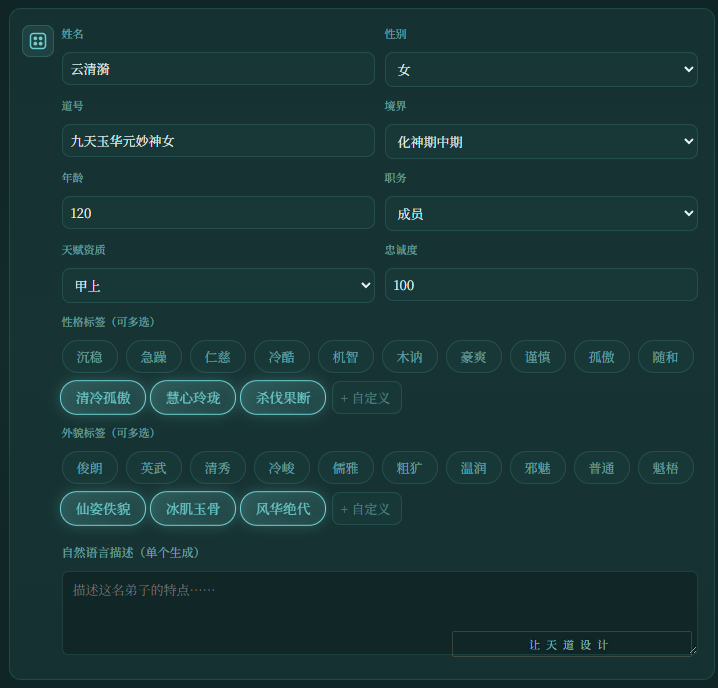 姓名 性别
云清漪 女
道号 境界
九天玉华元妙神女 化神期中期
年龄 职务
120 成员
天赋资质 忠诚度
甲上 100
性格标签（可多选）
沉稳 急躁 仁慈 冷酷 机智 木讷 豪爽 谨慎 孤傲 随和
清冷孤傲 慧心玲珑 杀伐果断 + 自定义
外貌标签（可多选）
俊朗 英武 清秀 冷峻 儒雅 粗犷 温润 邪魅 普通 魁梧
仙姿佚貌 冰肌玉骨 风华绝代 + 自定义
自然语言描述（单个生成）
描述这名弟子的特点……
让天道设计